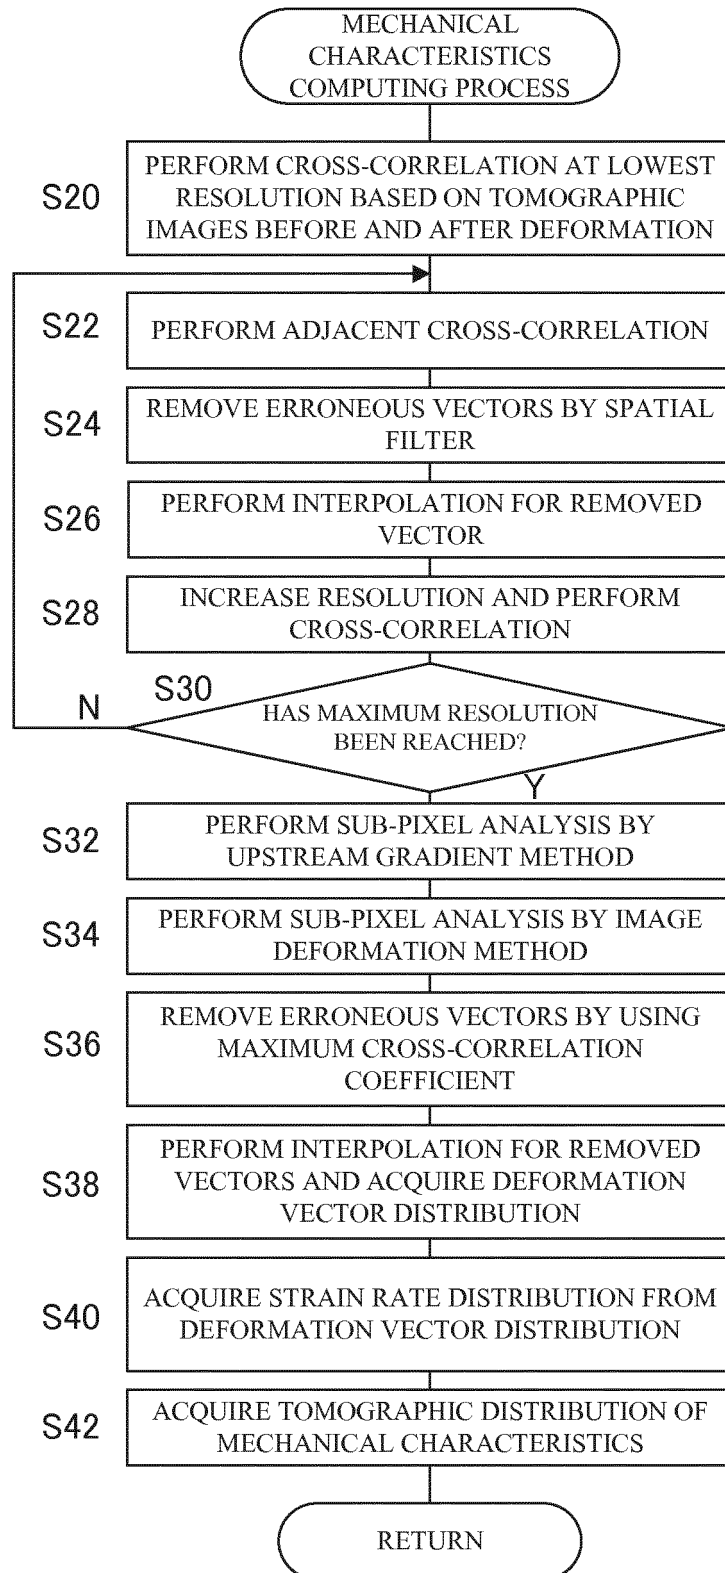 MECHANICAL
CHARACTERISTICS
COMPUTING PROCESS
S20
PERFORM CROSS-CORRELATION AT LOWEST
RESOLUTION BASED ON TOMOGRAPHIC
IMAGES BEFORE AND AFTER DEFORMATION
S22
PERFORM ADJACENT CROSS-CORRELATION
S24
REMOVE ERRONEOUS VECTORS BY SPATIAL
FILTER
S26
PERFORM INTERPOLATION FOR REMOVED
VECTOR
S28
INCREASE RESOLUTION AND PERFORM
CROSS-CORRELATION
S30
N
HAS MAXIMUM RESOLUTION
BEEN REACHED?
Y
S32
PERFORM SUB-PIXEL ANALYSIS BY
UPSTREAM GRADIENT METHOD
S34
PERFORM SUB-PIXEL ANALYSIS BY IMAGE
DEFORMATION METHOD
S36
REMOVE ERRONEOUS VECTORS BY USING
MAXIMUM CROSS-CORRELATION
COEFFICIENT
S38
PERFORM INTERPOLATION FOR REMOVED
VECTORS AND ACQUIRE DEFORMATION
VECTOR DISTRIBUTION
S40
ACQUIRE STRAIN RATE DISTRIBUTION FROM
DEFORMATION VECTOR DISTRIBUTION
S42
ACQUIRE TOMOGRAPHIC DISTRIBUTION OF
MECHANICAL CHARACTERISTICS
RETURN